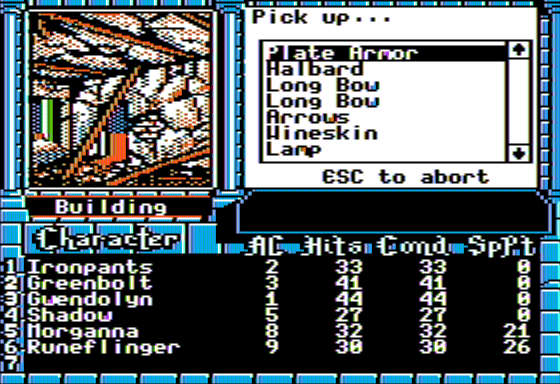 Pick up...
Plate Armor
Halbard
Long Bow
Long Bow
Arrows
Wineskin
Lamp
ESC to abort
Building
Character AC Hits Cond SpPt
1 Ironpants 2 33 33 0
2 Greenbolt 3 41 41 0
3 Gwendolyn 1 44 44 0
4 Shadow 5 27 27 0
5 Morganna 8 32 32 21
6 Runeflinger 9 30 30 26
7